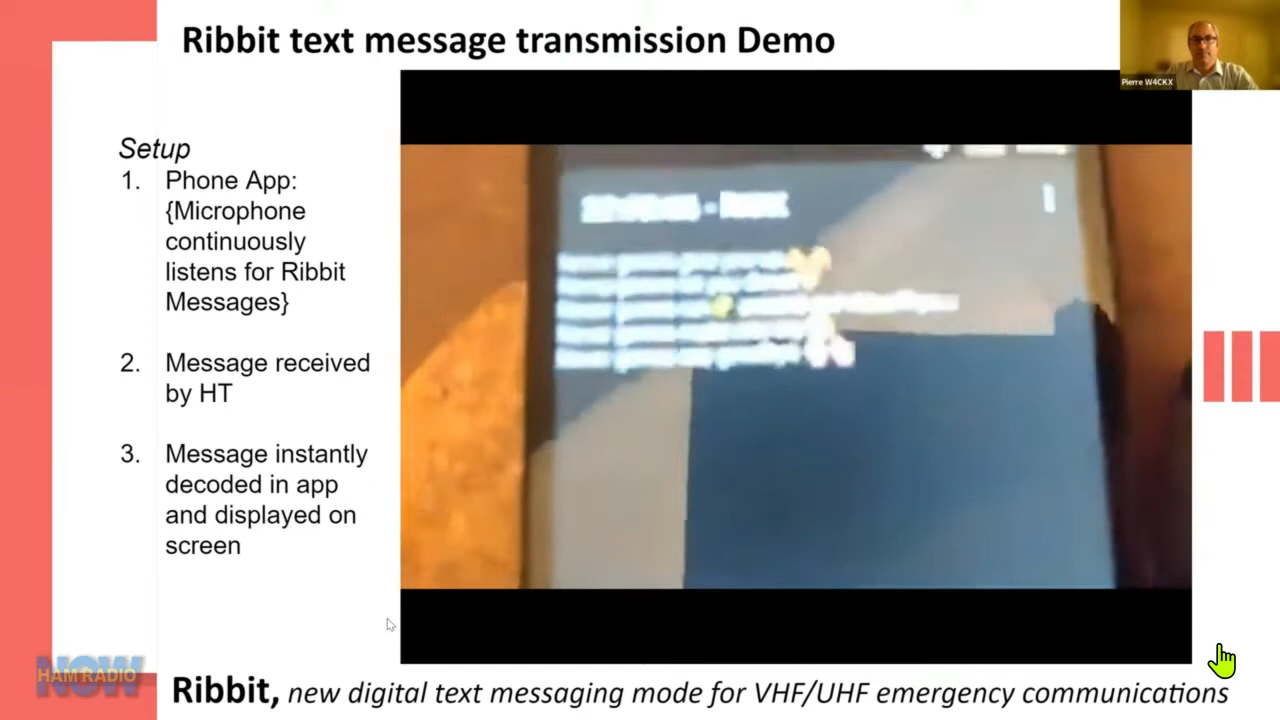 Ribbit text message transmission Demo
Pierre W4CKX
Setup
1. Phone App:
{Microphone
continuously
listens for Ribbit
Messages}
2. Message received
by HT
3. Message instantly
decoded in app
and displayed on
screen
NOW
HAM RADIO
Ribbit, new digital text messaging mode for VHF/UHF emergency communications